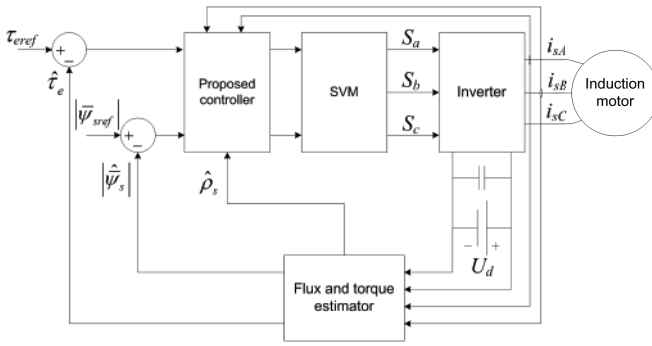 τ_eref
+
−
τ̂_e
|ψ̄_sref|
+
−
|ψ̄̂_s|
Proposed
controller
ρ̂_s
SVM
S_a
S_b
S_c
Inverter
i_sA
i_sB
i_sC
Induction
motor
− +
U_d
Flux and torque
estimator